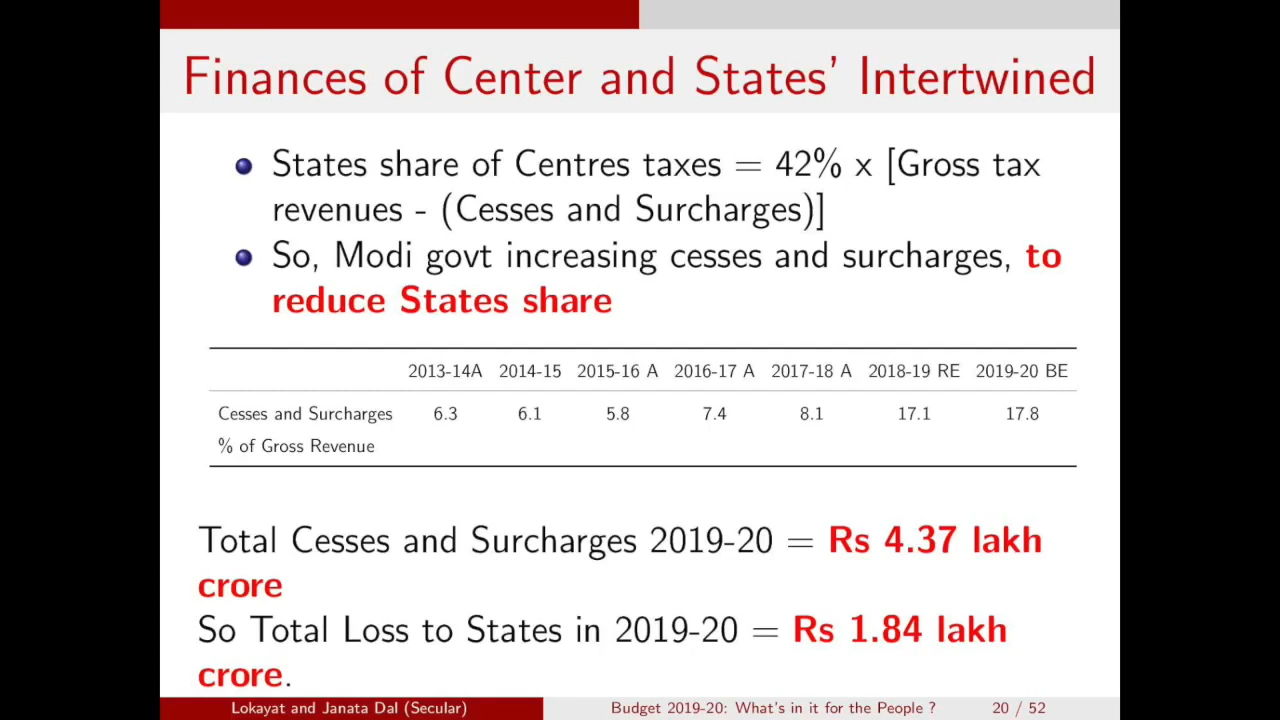 Finances of Center and States' Intertwined
States share of Centres taxes = 42% x [Gross tax
revenues - (Cesses and Surcharges)]
So, Modi govt increasing cesses and surcharges, to
reduce States share
2013-14A 2014-15 2015-16 A 2016-17 A 2017-18 A 2018-19 RE 2019-20 BE
Cesses and Surcharges 6.3 6.1 5.8 7.4 8.1 17.1 17.8
% of Gross Revenue
Total Cesses and Surcharges 2019-20 = Rs 4.37 lakh
crore
So Total Loss to States in 2019-20 = Rs 1.84 lakh
crore.
Lokayat and Janata Dal (Secular) Budget 2019-20: What's in it for the People ? 20 / 52